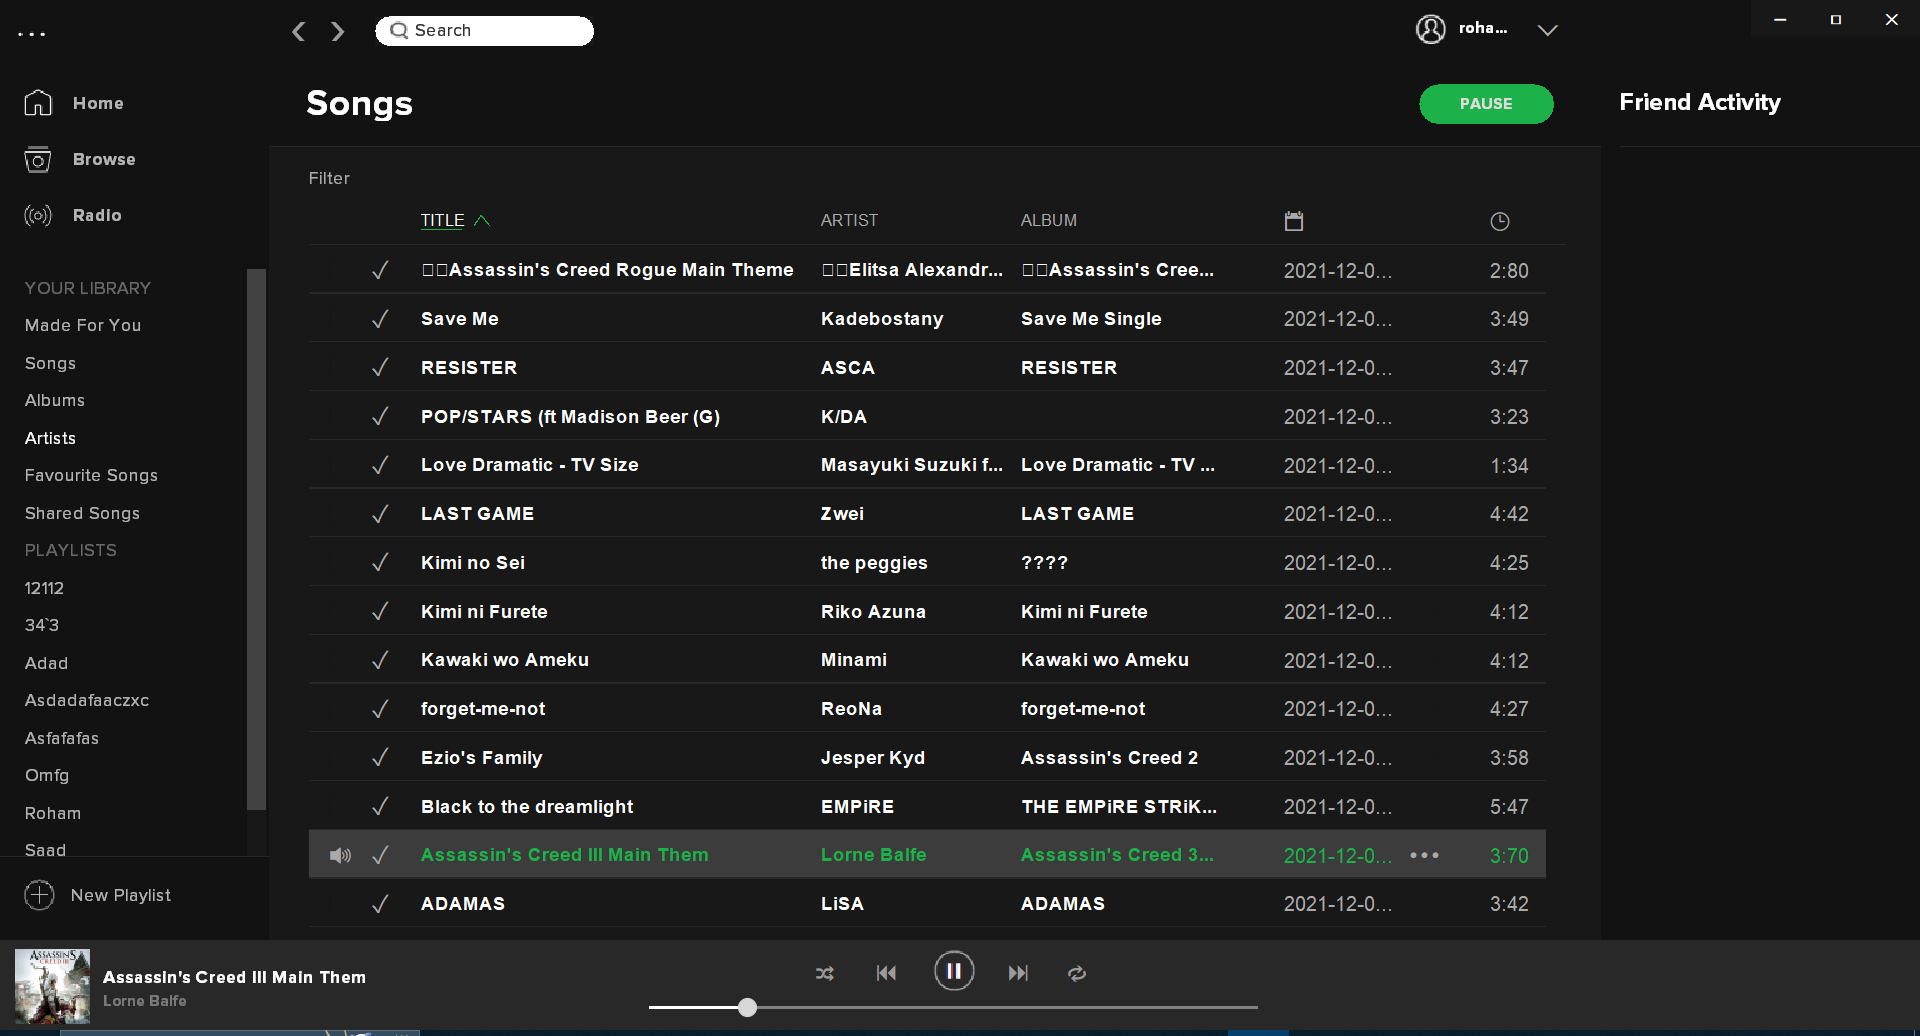 ...
Search
roha...
Home
Browse
Radio
YOUR LIBRARY
Made For You
Songs
Albums
Artists
Favourite Songs
Shared Songs
PLAYLISTS
12112
34`3
Adad
Asdadafaaczxc
Asfafafas
Omfg
Roham
Saad
New Playlist
Songs
PAUSE
Filter
TITLE ARTIST ALBUM
□□Assassin's Creed Rogue Main Theme □□Elitsa Alexandr... □□Assassin's Cree... 2021-12-0... 2:80
Save Me Kadebostany Save Me Single 2021-12-0... 3:49
RESISTER ASCA RESISTER 2021-12-0... 3:47
POP/STARS (ft Madison Beer (G) K/DA 2021-12-0... 3:23
Love Dramatic - TV Size Masayuki Suzuki f... Love Dramatic - TV ... 2021-12-0... 1:34
LAST GAME Zwei LAST GAME 2021-12-0... 4:42
Kimi no Sei the peggies ???? 2021-12-0... 4:25
Kimi ni Furete Riko Azuna Kimi ni Furete 2021-12-0... 4:12
Kawaki wo Ameku Minami Kawaki wo Ameku 2021-12-0... 4:12
forget-me-not ReoNa forget-me-not 2021-12-0... 4:27
Ezio's Family Jesper Kyd Assassin's Creed 2 2021-12-0... 3:58
Black to the dreamlight EMPiRE THE EMPiRE STRiK... 2021-12-0... 5:47
Assassin's Creed III Main Them Lorne Balfe Assassin's Creed 3... 2021-12-0... ••• 3:70
ADAMAS LiSA ADAMAS 2021-12-0... 3:42
Friend Activity
ASSASSIN'S
CREED III
Assassin's Creed III Main Them
Lorne Balfe